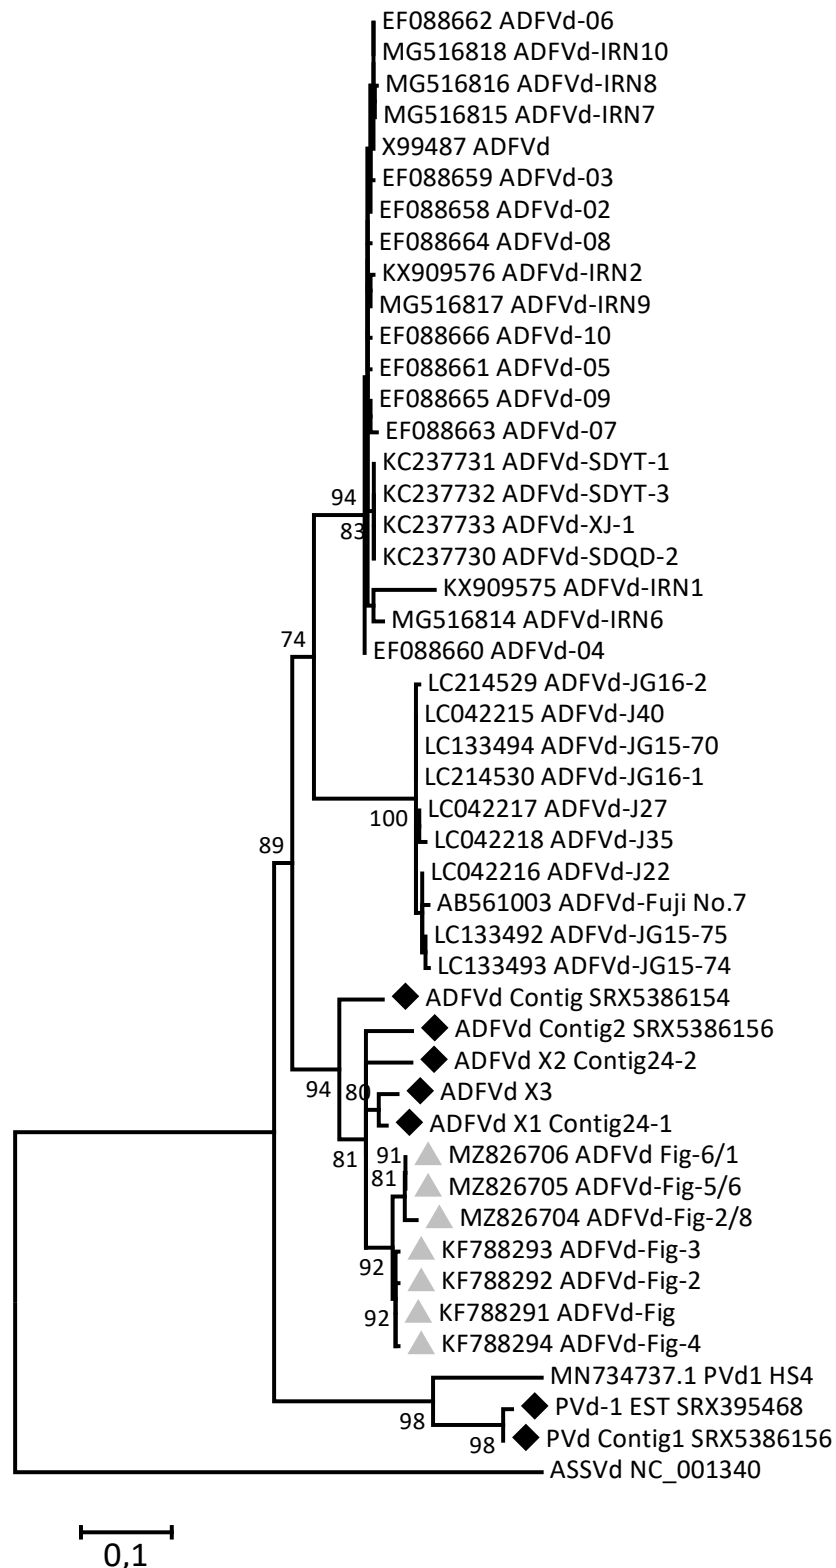 EF088662 ADFVd-06
MG516818 ADFVd-IRN10
MG516816 ADFVd-IRN8
MG516815 ADFVd-IRN7
X99487 ADFVd
EF088659 ADFVd-03
EF088658 ADFVd-02
EF088664 ADFVd-08
KX909576 ADFVd-IRN2
MG516817 ADFVd-IRN9
EF088666 ADFVd-10
EF088661 ADFVd-05
EF088665 ADFVd-09
EF088663 ADFVd-07
KC237731 ADFVd-SDYT-1
KC237732 ADFVd-SDYT-3
94
KC237733 ADFVd-XJ-1
83
KC237730 ADFVd-SDQD-2
KX909575 ADFVd-IRN1
MG516814 ADFVd-IRN6
74
EF088660 ADFVd-04
LC214529 ADFVd-JG16-2
LC042215 ADFVd-J40
LC133494 ADFVd-JG15-70
LC214530 ADFVd-JG16-1
LC042217 ADFVd-J27
100
LC042218 ADFVd-J35
89
LC042216 ADFVd-J22
AB561003 ADFVd-Fuji No.7
LC133492 ADFVd-JG15-75
LC133493 ADFVd-JG15-74
ADFVd Contig SRX5386154
ADFVd Contig2 SRX5386156
ADFVd X2 Contig24-2
94
80
ADFVd X3
ADFVd X1 Contig24-1
81
91
MZ826706 ADFVd Fig-6/1
81
MZ826705 ADFVd-Fig-5/6
MZ826704 ADFVd-Fig-2/8
KF788293 ADFVd-Fig-3
92
KF788292 ADFVd-Fig-2
92
KF788291 ADFVd-Fig
KF788294 ADFVd-Fig-4
MN734737.1 PVd1 HS4
98
PVd-1 EST SRX395468
98
PVd Contig1 SRX5386156
ASSVd NC_001340
0,1